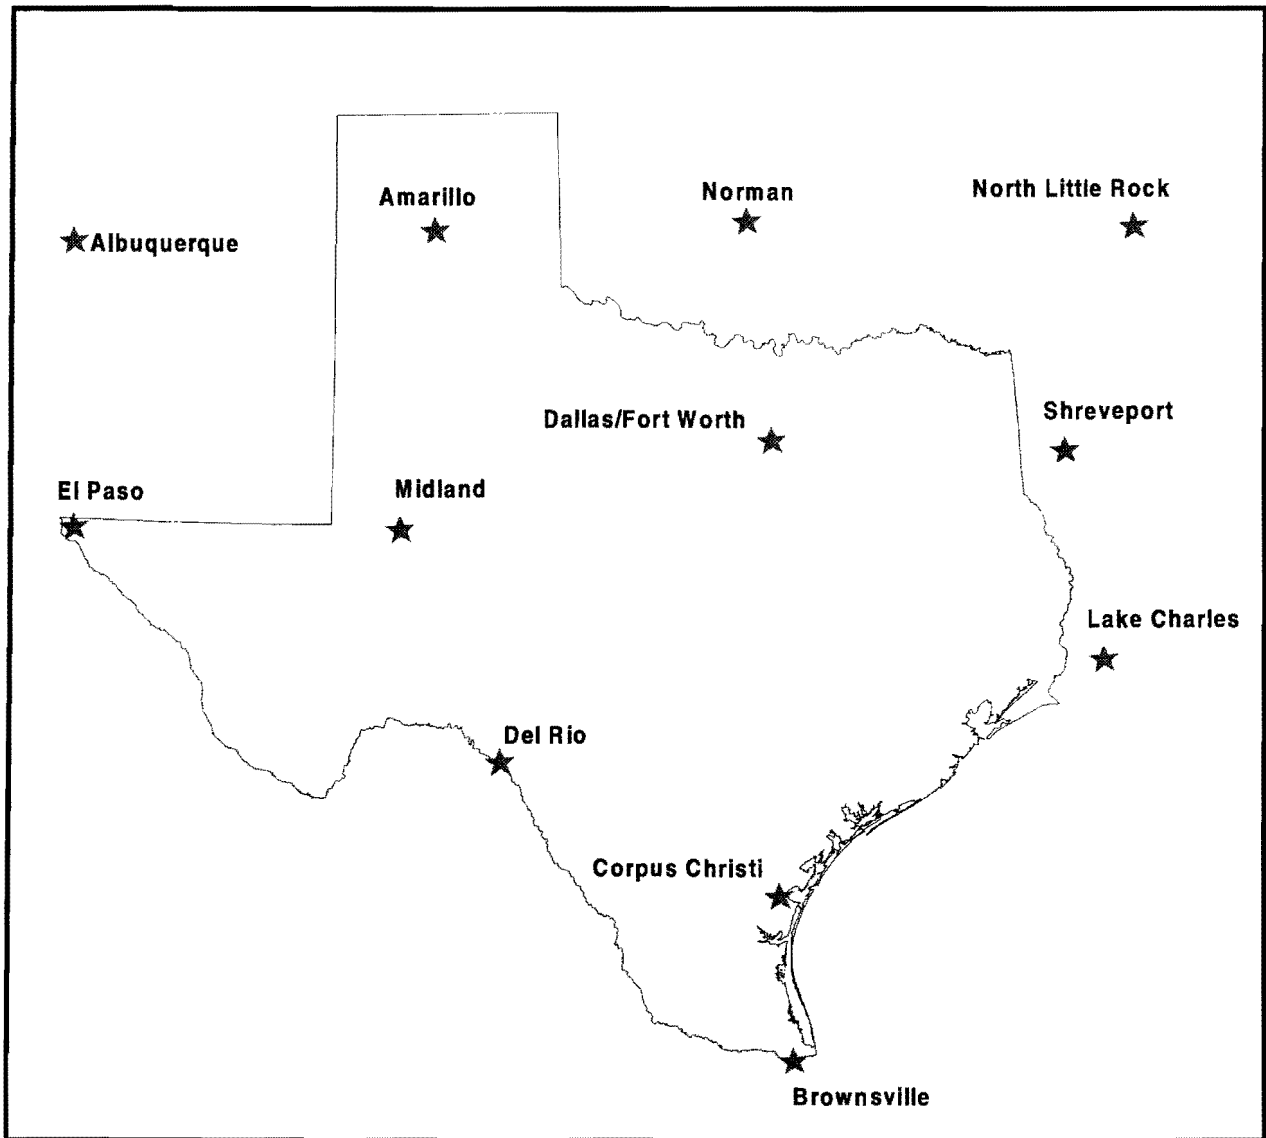 Norman
North Little Rock
Amarillo
Albuquerque
Shreveport
Dallas/Fort Worth
El Paso
Midland
Lake Charles
Del Rio
Corpus Christi
Brownsville